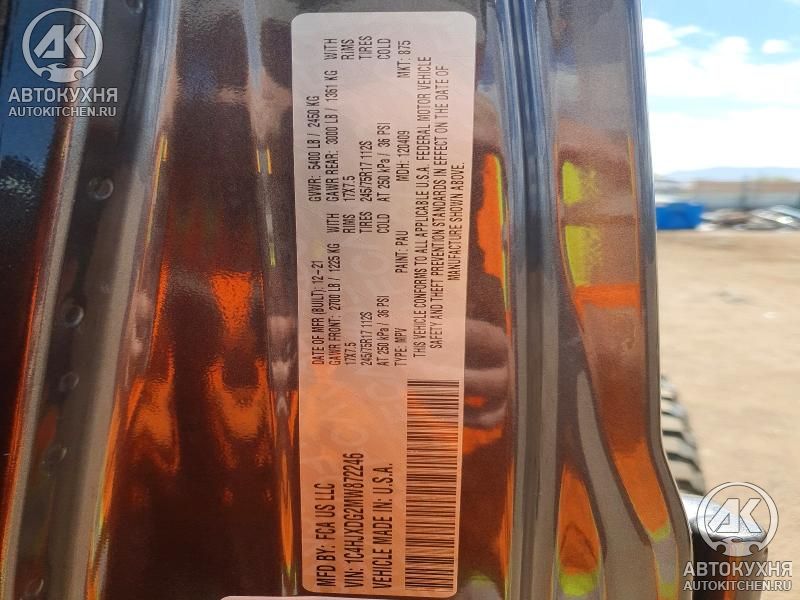 MFD BY: FCA US LLC
DATE OF MFR (BUILT): 12-21
GVWR: 5400 LB / 2450 KG
GAWR FRONT: 2700 LB / 1225 KG WITH
GAWR REAR: 3000 LB / 1361 KG WITH
17X7.5 RIMS
17X7.5 RIMS
245/75R17 112S TIRES
245/75R17 112S TIRES
AT 250 kPa / 36 PSI COLD
AT 250 kPa / 36 PSI COLD
TYPE: MPV PAINT: PAU MDH: 120409 MKT: 875
THIS VEHICLE CONFORMS TO ALL APPLICABLE U.S.A. FEDERAL MOTOR VEHICLE
SAFETY AND THEFT PREVENTION STANDARDS IN EFFECT ON THE DATE OF
MANUFACTURE SHOWN ABOVE.
VIN: 1C4HJXDG2MW872246
VEHICLE MADE IN: U.S.A.
АК
АВТОКУХНЯ
AUTOKITCHEN.RU
АК
АВТОКУХНЯ
AUTOKITCHEN.RU